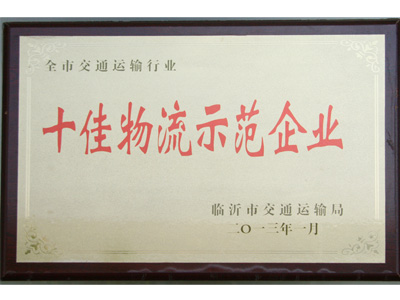 全市交通运输行业
十佳物流示范企业
临沂市交通运输局
二〇一三年一月